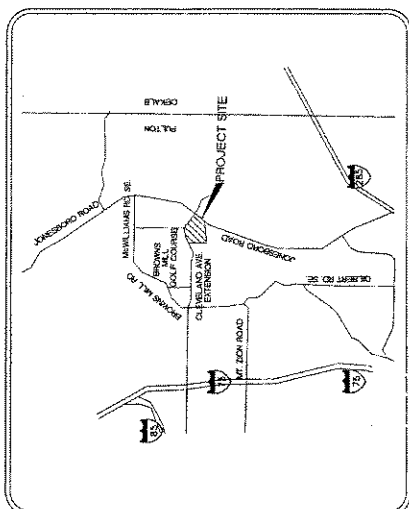 DEKALB
FULTON
PROJECT SITE
JONESBORO ROAD
McWILLIAMS RD. SE.
BROWNS
MILL
GOLF COURSE
BROWNS MILL RD
CLEVELAND AVE.
EXTENSION
JONESBORO ROAD
285
GILBERT RD. SE.
MT. ZION ROAD
75
75
85